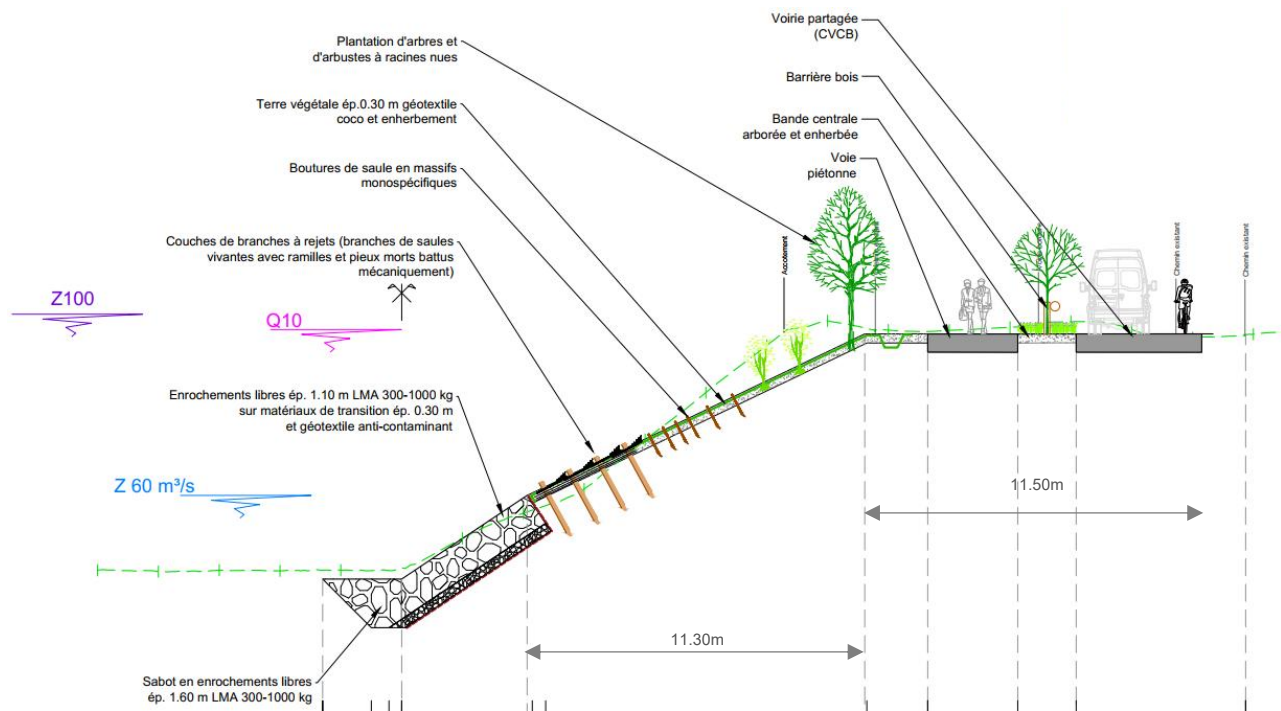 Plantation d'arbres et
d'arbustes à racines nues
Terre végétale ép.0.30 m géotextile
coco et enherbement
Boutures de saule en massifs
monospécifiques
Couches de branches à rejets (branches de saules
vivantes avec ramilles et pieux morts battus
mécaniquement)
Voirie partagée
(CVCB)
Barrière bois
Bande centrale
arborée et enherbée
Voie
piétonne
Accotement
Chemin existant
Chemin existant
Z100
Q10
Enrochements libres ép. 1.10 m LMA 300-1000 kg
sur matériaux de transition ép. 0.30 m
et géotextile anti-contaminant
Z 60 m³/s
11.50m
11.30m
Sabot en enrochements libres
ép. 1.60 m LMA 300-1000 kg